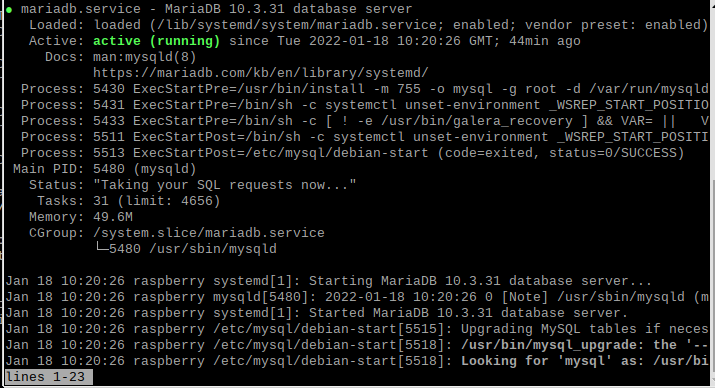 ● mariadb.service - MariaDB 10.3.31 database server
Loaded: loaded (/lib/systemd/system/mariadb.service; enabled; vendor preset: enabled)
Active: active (running) since Tue 2022-01-18 10:20:26 GMT; 44min ago
Docs: man:mysqld(8)
https://mariadb.com/kb/en/library/systemd/
Process: 5430 ExecStartPre=/usr/bin/install -m 755 -o mysql -g root -d /var/run/mysqld
Process: 5431 ExecStartPre=/bin/sh -c systemctl unset-environment _WSREP_START_POSITIO
Process: 5433 ExecStartPre=/bin/sh -c [ ! -e /usr/bin/galera_recovery ] && VAR= || V
Process: 5511 ExecStartPost=/bin/sh -c systemctl unset-environment _WSREP_START_POSITI
Process: 5513 ExecStartPost=/etc/mysql/debian-start (code=exited, status=0/SUCCESS)
Main PID: 5480 (mysqld)
Status: "Taking your SQL requests now..."
Tasks: 31 (limit: 4656)
Memory: 49.6M
CGroup: /system.slice/mariadb.service
└─5480 /usr/sbin/mysqld
Jan 18 10:20:26 raspberry systemd[1]: Starting MariaDB 10.3.31 database server...
Jan 18 10:20:26 raspberry mysqld[5480]: 2022-01-18 10:20:26 0 [Note] /usr/sbin/mysqld (m
Jan 18 10:20:26 raspberry systemd[1]: Started MariaDB 10.3.31 database server.
Jan 18 10:20:26 raspberry /etc/mysql/debian-start[5515]: Upgrading MySQL tables if neces
Jan 18 10:20:26 raspberry /etc/mysql/debian-start[5518]: /usr/bin/mysql_upgrade: the '--
Jan 18 10:20:26 raspberry /etc/mysql/debian-start[5518]: Looking for 'mysql' as: /usr/bi
lines 1-23